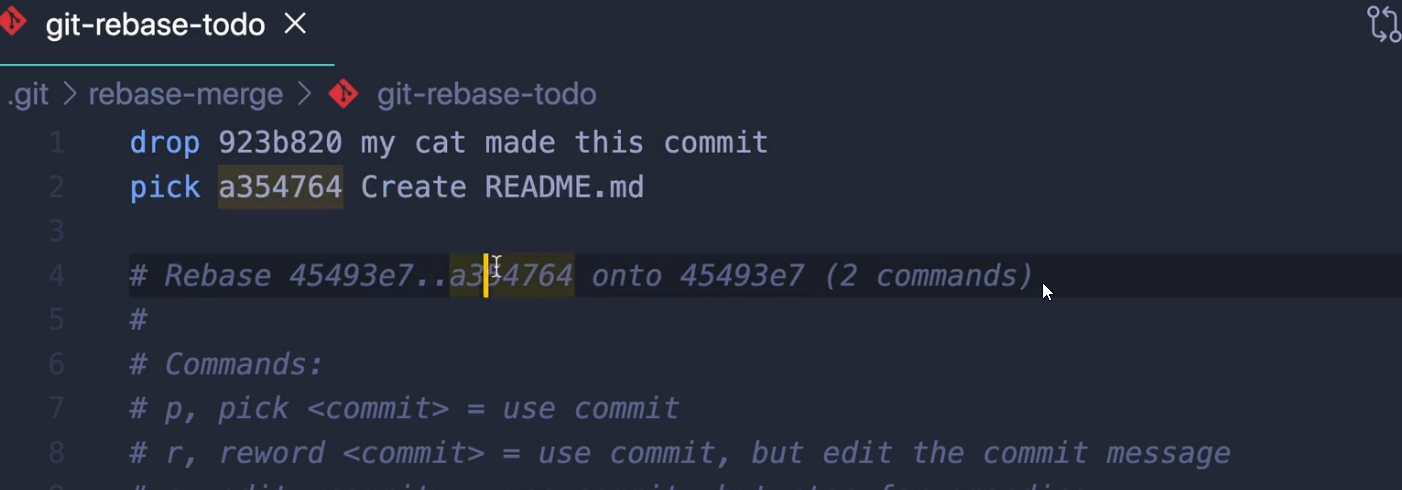 git-rebase-todo
.git > rebase-merge > git-rebase-todo
1 drop 923b820 my cat made this commit
2 pick a354764 Create README.md
3
4 # Rebase 45493e7..a354764 onto 45493e7 (2 commands)
5 #
6 # Commands:
7 # p, pick <commit> = use commit
8 # r, reword <commit> = use commit, but edit the commit message